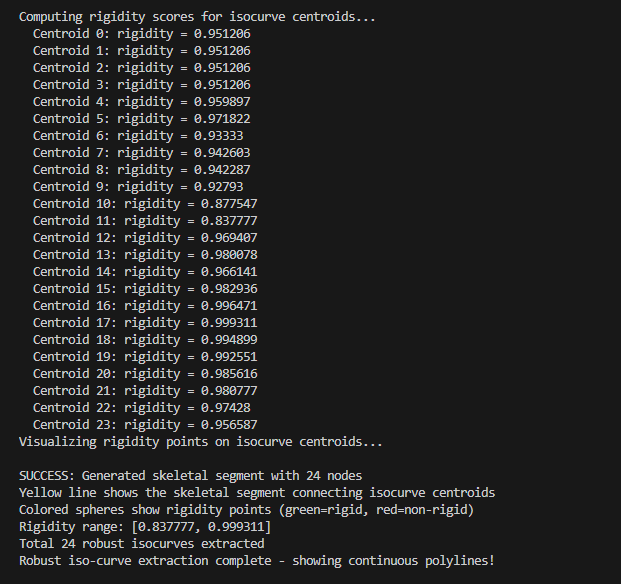 Computing rigidity scores for isocurve centroids...
Centroid 0: rigidity = 0.951206
Centroid 1: rigidity = 0.951206
Centroid 2: rigidity = 0.951206
Centroid 3: rigidity = 0.951206
Centroid 4: rigidity = 0.959897
Centroid 5: rigidity = 0.971822
Centroid 6: rigidity = 0.93333
Centroid 7: rigidity = 0.942603
Centroid 8: rigidity = 0.942287
Centroid 9: rigidity = 0.92793
Centroid 10: rigidity = 0.877547
Centroid 11: rigidity = 0.837777
Centroid 12: rigidity = 0.969407
Centroid 13: rigidity = 0.980078
Centroid 14: rigidity = 0.966141
Centroid 15: rigidity = 0.982936
Centroid 16: rigidity = 0.996471
Centroid 17: rigidity = 0.999311
Centroid 18: rigidity = 0.994899
Centroid 19: rigidity = 0.992551
Centroid 20: rigidity = 0.985616
Centroid 21: rigidity = 0.980777
Centroid 22: rigidity = 0.97428
Centroid 23: rigidity = 0.956587
Visualizing rigidity points on isocurve centroids...

SUCCESS: Generated skeletal segment with 24 nodes
Yellow line shows the skeletal segment connecting isocurve centroids
Colored spheres show rigidity points (green=rigid, red=non-rigid)
Rigidity range: [0.837777, 0.999311]
Total 24 robust isocurves extracted
Robust iso-curve extraction complete - showing continuous polylines!